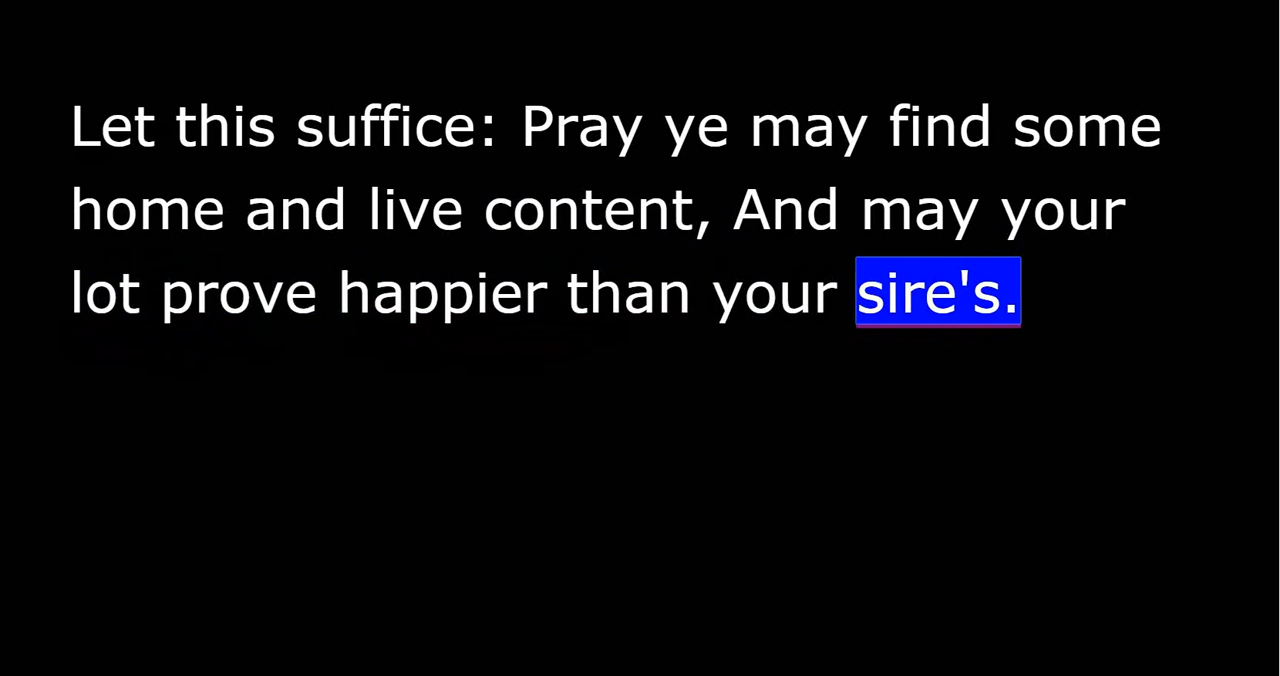 Let this suffice: Pray ye may find some
home and live content, And may your
lot prove happier than your sire's.